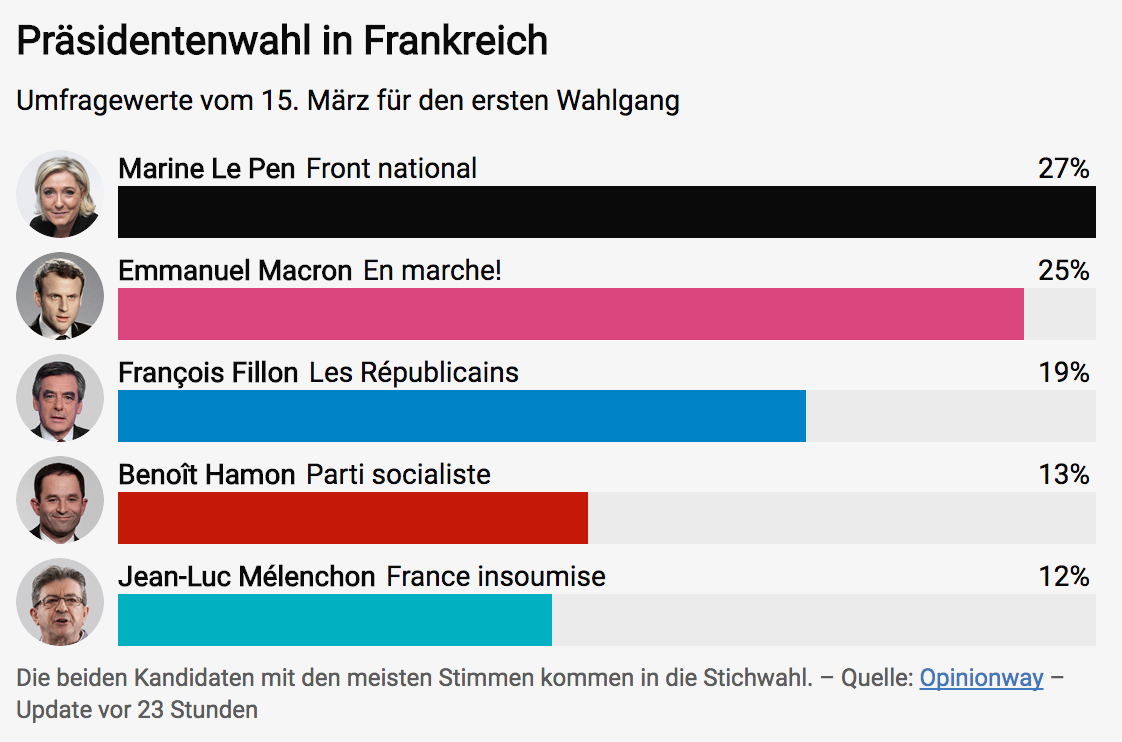 Präsidentenwahl in Frankreich
Umfragewerte vom 15. März für den ersten Wahlgang
Marine Le Pen Front national 27%
Emmanuel Macron En marche! 25%
François Fillon Les Républicains 19%
Benoît Hamon Parti socialiste 13%
Jean-Luc Mélenchon France insoumise 12%
Die beiden Kandidaten mit den meisten Stimmen kommen in die Stichwahl. – Quelle: Opinionway –
Update vor 23 Stunden